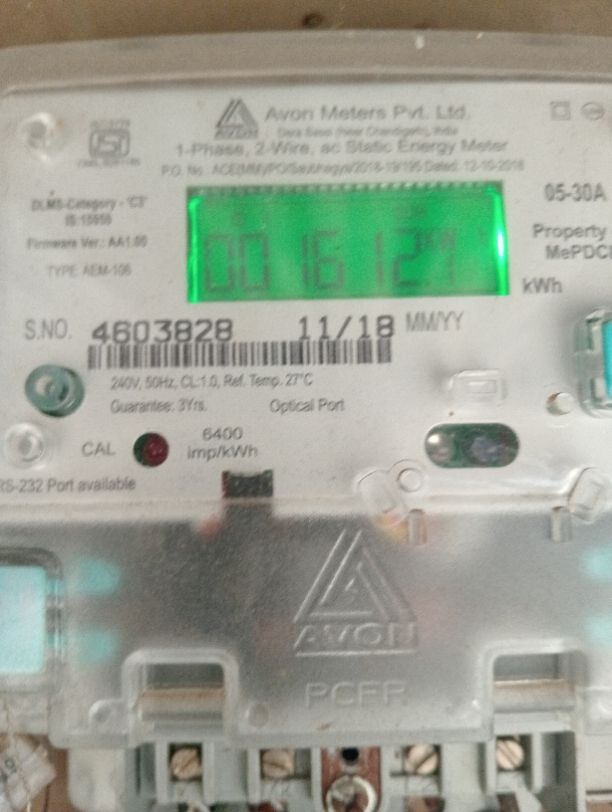 Avon Meters Pvt. Ltd.
AVON
1-Phase, 2-Wire, ac Static Energy Meter
DLMS-Category - 'C3'
IS:15959
Firmware Ver.: AA1.00
TYPE AEM-106
05-30A
Property
MePDCL
kWh
S.NO. 4603828 11/18 MM/YY
240V, 50Hz, CL:1.0, Ref. Temp. 27°C
Guarantee: 3Yrs. Optical Port
CAL
6400
imp/kWh
RS-232 Port available
AVON